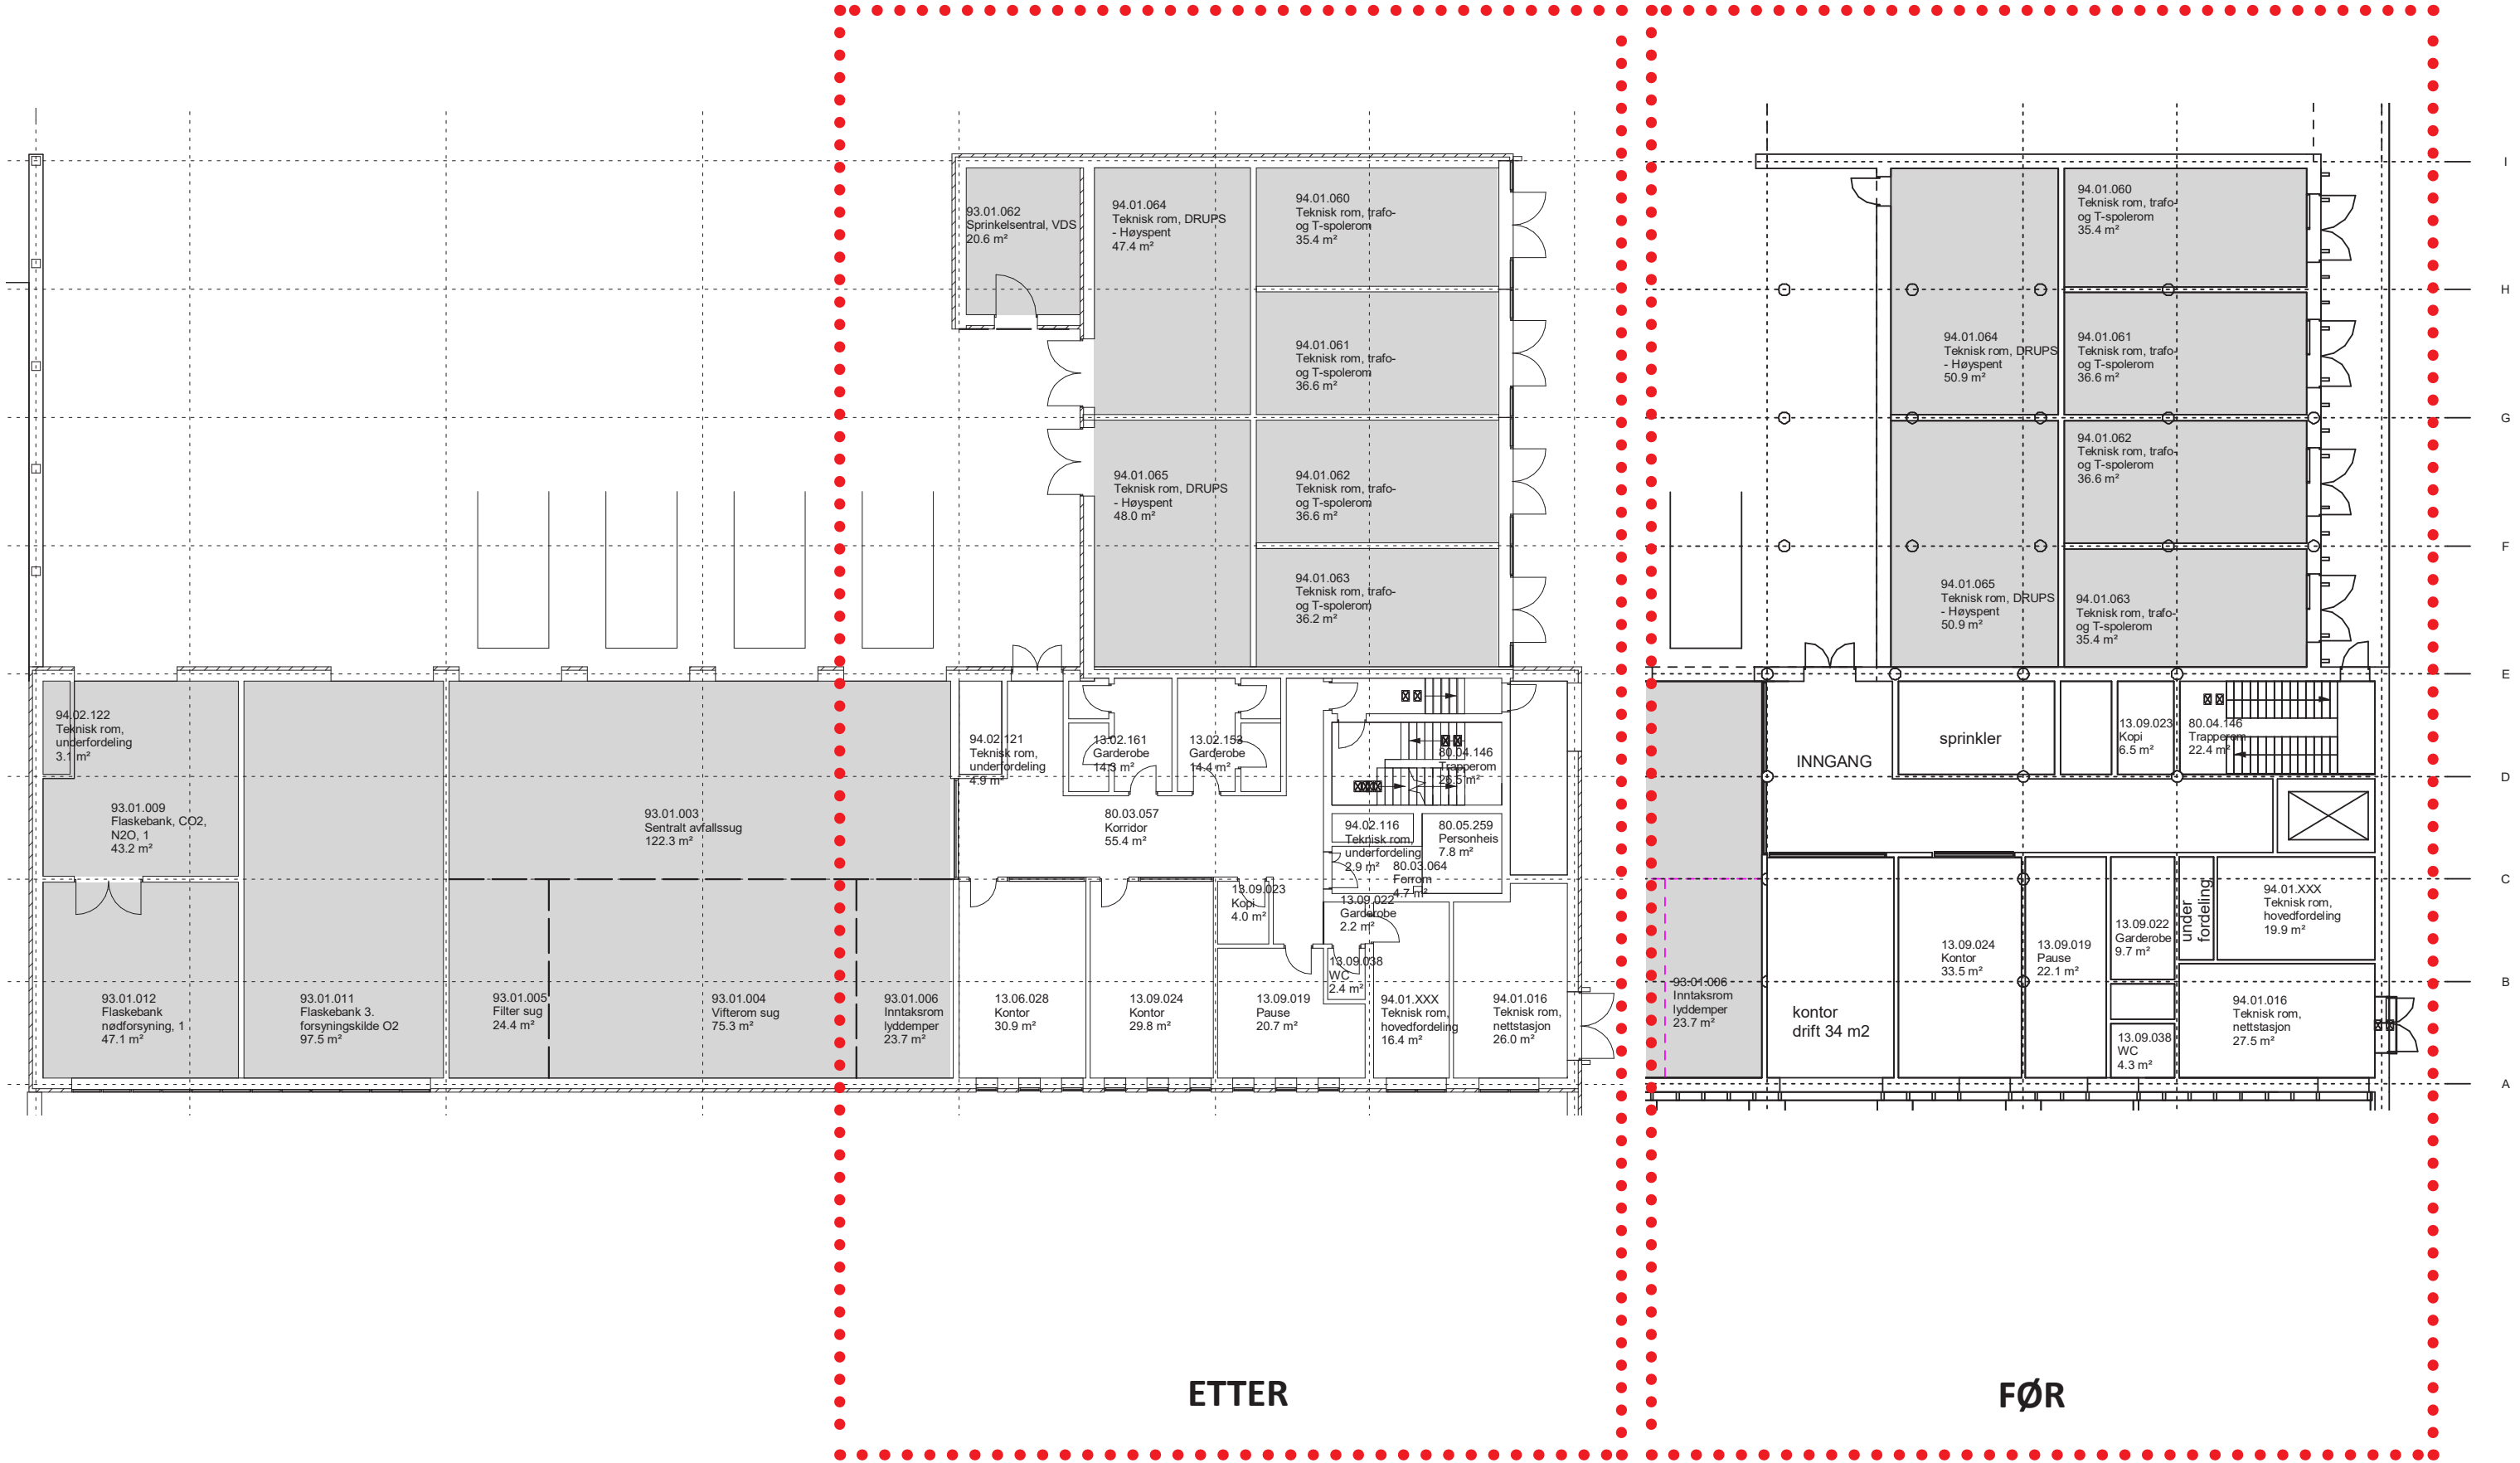 93.01.062
Sprinkelsentral, VDS
20.6 m²
94.01.064
Teknisk rom, DRUPS
- Høyspent
47.4 m²
94.01.060
Teknisk rom, trafo-
og T-spolerom
35.4 m²
94.01.061
Teknisk rom, trafo-
og T-spolerom
36.6 m²
94.01.065
Teknisk rom, DRUPS
- Høyspent
48.0 m²
94.01.062
Teknisk rom, trafo-
og T-spolerom
36.6 m²
94.01.063
Teknisk rom, trafo-
og T-spolerom
36.2 m²
94.02.122
Teknisk rom,
underfordeling
3.1 m²
93.01.009
Flaskebank, CO2,
N2O, 1
43.2 m²
93.01.003
Sentralt avfallssug
122.3 m²
94.02.121
Teknisk rom,
underfordeling
4.9 m²
13.02.161
Garderobe
14.3 m²
13.02.153
Garderobe
14.4 m²
80.04.146
Trapperom
26.5 m²
80.03.057
Korridor
55.4 m²
94.02.116
Teknisk rom,
underfordeling
2.9 m²
80.05.259
Personheis
7.8 m²
80.03.064
Forrom
4.7 m²
13.09.023
Kopi
4.0 m²
13.09.022
Garderobe
2.2 m²
13.09.038
WC
2.4 m²
93.01.012
Flaskebank
nødforsyning, 1
47.1 m²
93.01.011
Flaskebank 3.
forsyningskilde O2
97.5 m²
93.01.005
Filter sug
24.4 m²
93.01.004
Vifterom sug
75.3 m²
93.01.006
Inntaksrom
lyddemper
23.7 m²
13.06.028
Kontor
30.9 m²
13.09.024
Kontor
29.8 m²
13.09.019
Pause
20.7 m²
94.01.XXX
Teknisk rom,
hovedfordeling
16.4 m²
94.01.016
Teknisk rom,
nettstasjon
26.0 m²
ETTER
94.01.060
Teknisk rom, trafo-
og T-spolerom
35.4 m²
94.01.064
Teknisk rom, DRUPS
- Høyspent
50.9 m²
94.01.061
Teknisk rom, trafo-
og T-spolerom
36.6 m²
94.01.062
Teknisk rom, trafo-
og T-spolerom
36.6 m²
94.01.065
Teknisk rom, DRUPS
- Høyspent
50.9 m²
94.01.063
Teknisk rom, trafo-
og T-spolerom
35.4 m²
INNGANG
sprinkler
13.09.023
Kopi
6.5 m²
80.04.146
Trapperom
22.4 m²
93.01.006
Inntaksrom
lyddemper
23.7 m²
kontor
drift 34 m2
13.09.024
Kontor
33.5 m²
13.09.019
Pause
22.1 m²
13.09.022
Garderobe
9.7 m²
under
fordeling
94.01.XXX
Teknisk rom,
hovedfordeling
19.9 m²
13.09.038
WC
4.3 m²
94.01.016
Teknisk rom,
nettstasjon
27.5 m²
I
H
G
F
E
D
C
B
A
FØR